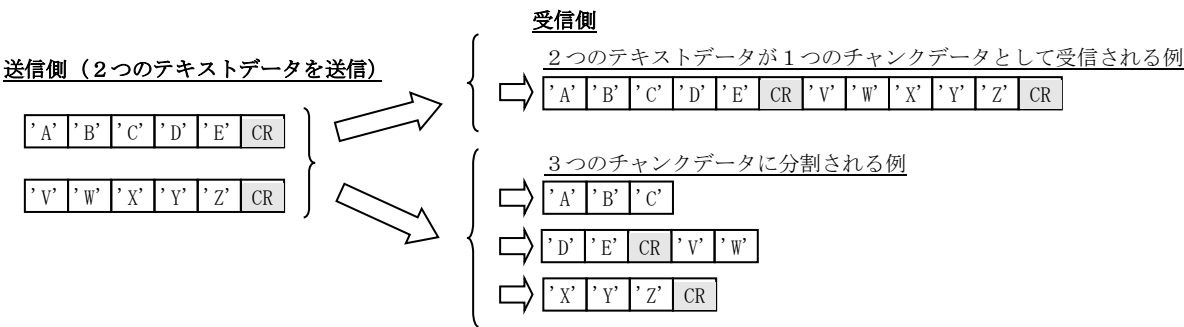 受信側
送信側（２つのテキストデータを送信）
２つのテキストデータが１つのチャンクデータとして受信される例
'A' 'B' 'C' 'D' 'E' CR 'V' 'W' 'X' 'Y' 'Z' CR
'A' 'B' 'C' 'D' 'E' CR
'V' 'W' 'X' 'Y' 'Z' CR
３つのチャンクデータに分割される例
'A' 'B' 'C'
'D' 'E' CR 'V' 'W'
'X' 'Y' 'Z' CR